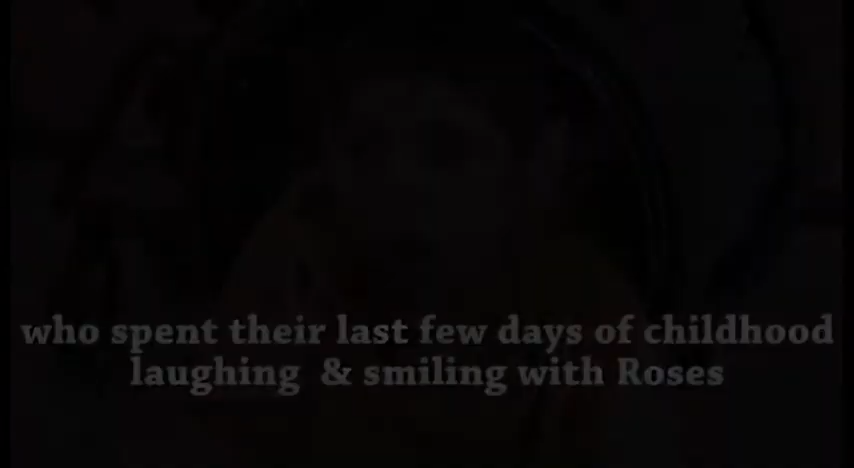 who spent their last few days of childhood
laughing & smiling with Roses